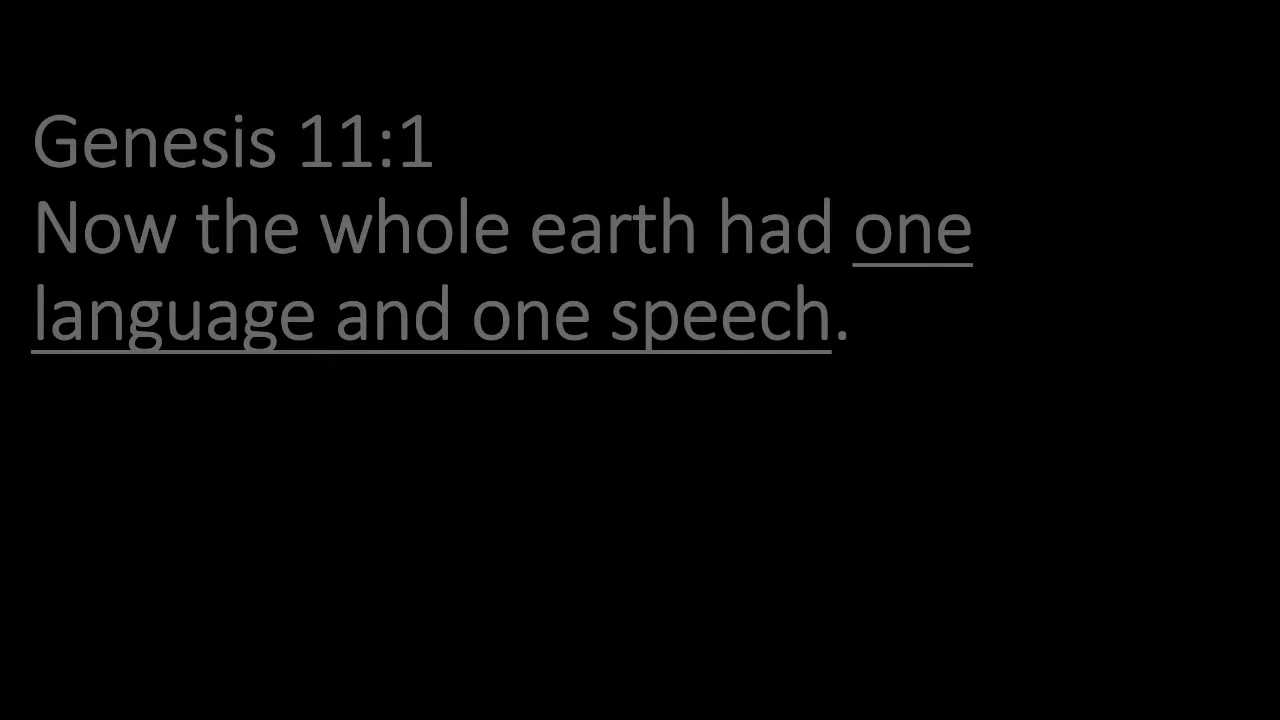 Genesis 11:1
Now the whole earth had one
language and one speech.